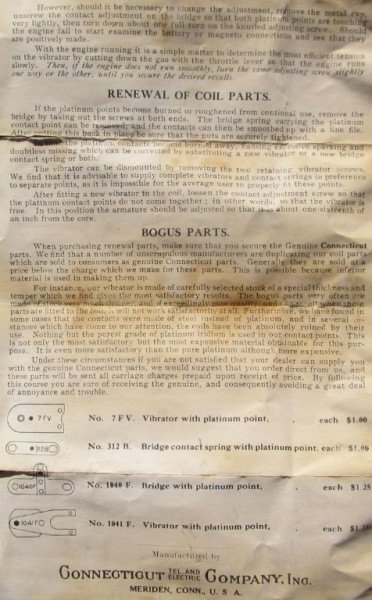 However, should it be necessary to change the adjustment, remove the metal cap,
unscrew the contact adjustment on the bridge so that both platinum points are touching
very lightly, then turn down about one full turn on the knurled adjusting screw. Should
the engine fail to start examine the battery or magneto connections and see that they
are positively made.
With the engine running it is a simple matter to determine the most efficient tension
on the vibrator by cutting down the gas with the throttle lever so that the engine runs
slowly. Then, if the engine does not run smoothly, turn the same adjusting screw slightly
one way or the other, until you secure the desired results.
RENEWAL OF COIL PARTS.
If the platinum points become burned or roughened from continual use, remove the
bridge by taking out the screws at both ends. The bridge spring carrying the platinum
contact point can be removed, and the contacts can then be smoothed up with a fine file.
After putting this back in place be sure that the nuts are securely tightened.
the platinum contacts become burned away, causing excessive sparking and
doubtless missing which can be corrected by substituting a new vibrator or a new bridge
contact spring or both.
The vibrator can be dismounted by removing the two retaining vibrator screws.
We find that it is advisable to supply complete vibrators and contact springs in preference
to separate points, as it is impossible for the average user to properly fit these points.
After fitting a new vibrator to the coil, loosen the contact adjustment screw so that
the platinum contact points do not come together; in other words, so that the vibrator is
free. In this position the armature should be adjusted so that it is about one-sixteenth of
an inch from the core.
BOGUS PARTS.
When purchasing renewal parts, make sure that you secure the Genuine Connecticut
parts. We find that a number of unscrupulous manufacturers are duplicating our coil parts
which are sold to consumers as genuine Connecticut parts. Generally they are sold at a
price below the charge which we make for these parts. This is possible because inferior
material is used in making them up.
For instance, our vibrator is made of carefully selected stock of a special thickness and
temper which we find gives the most satisfactory results. The bogus parts very often are
made of stock very much thinner, and of exceedingly poor quality, and
parts are fitted to the coil, will not work satisfactorily at all. Furthermore, we have found in
some cases that the contacts were made of steel instead of platinum, and in several in-
stances which have come to our attention, the coils have been absolutely ruined by their
use. Nothing but the purest grade of platinum iridium is used in our contact points. This
is not only the most satisfactory but the most expensive material obtainable for this pur-
pose. It is even more satisfactory than the pure platinum although more expensive.
Under these circumstances if you are not satisfied that your dealer can supply you
with the genuine Connecticut parts, we would suggest that you order direct from us, and
these parts will be sent all carriage charges prepaid upon receipt of price. By following
this course you are sure of receiving the genuine, and consequently avoiding a great deal
of annoyance and trouble.
7FV No. 7 F V. Vibrator with platinum point, each $1.00
312B No. 312 B. Bridge contact spring with platinum point, each $1.00
1040F No. 1040 F. Bridge with platinum point, . each $1.25
1041F No. 1041 F. Vibrator with platinum point . each
Manufactured by
CONNECTICUT TEL. AND ELECTRIC COMPANY, INC.
MERIDEN, CONN., U. S. A.